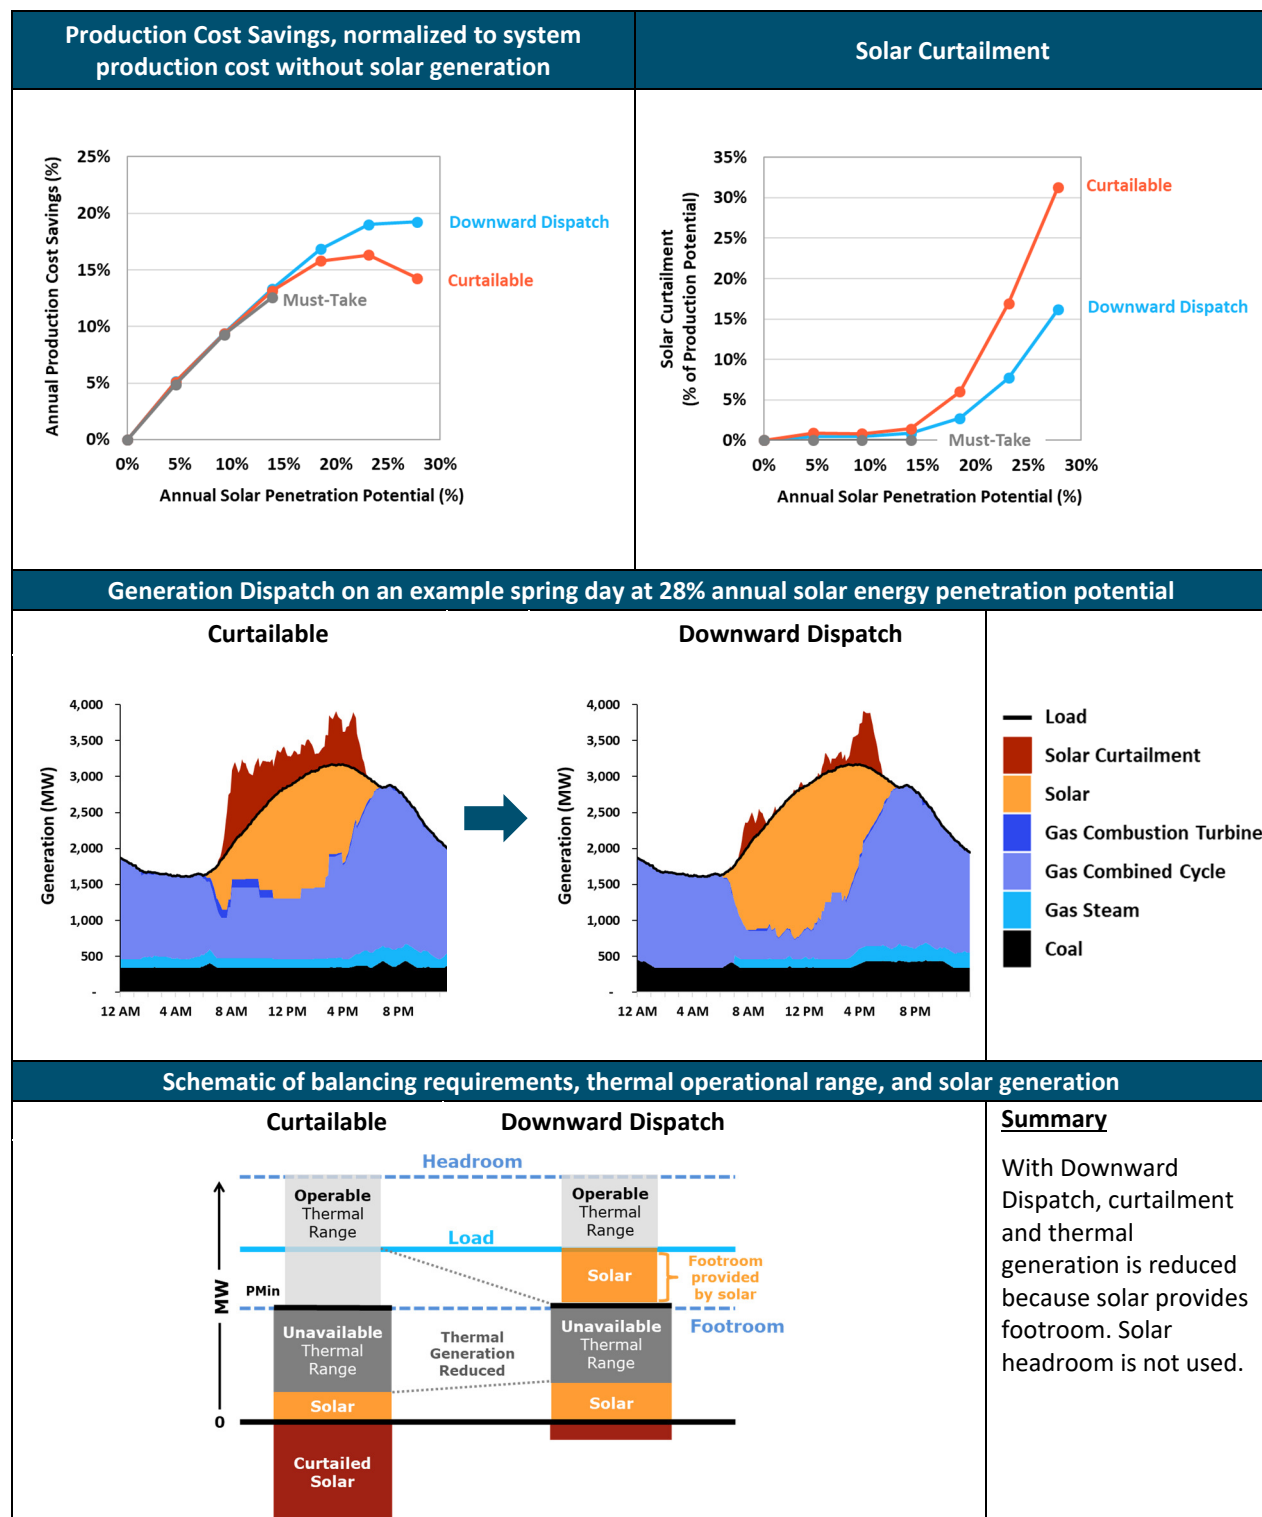 Production Cost Savings, normalized to system
production cost without solar generation
Solar Curtailment
Annual Production Cost Savings (%)
25%
20%
15%
10%
5%
0%
Downward Dispatch
Curtailable
Must-Take
0% 5% 10% 15% 20% 25% 30%
Annual Solar Penetration Potential (%)
Solar Curtailment
(% of Production Potential)
35%
30%
25%
20%
15%
10%
5%
0%
Curtailable
Downward Dispatch
Must-Take
0% 5% 10% 15% 20% 25% 30%
Annual Solar Penetration Potential (%)
Generation Dispatch on an example spring day at 28% annual solar energy penetration potential
Curtailable
Generation (MW)
4,000
3,500
3,000
2,500
2,000
1,500
1,000
500
-
12 AM 4 AM 8 AM 12 PM 4 PM 8 PM
Downward Dispatch
Generation (MW)
4,000
3,500
3,000
2,500
2,000
1,500
1,000
500
-
12 AM 4 AM 8 AM 12 PM 4 PM 8 PM
Load
Solar Curtailment
Solar
Gas Combustion Turbine
Gas Combined Cycle
Gas Steam
Coal
Schematic of balancing requirements, thermal operational range, and solar generation
Curtailable
Downward Dispatch
Headroom
MW
0
Operable
Thermal
Range
Load
PMin
Unavailable
Thermal
Range
Solar
Curtailed
Solar
Thermal
Generation
Reduced
Operable
Thermal
Range
Solar
Footroom
provided
by solar
Footroom
Unavailable
Thermal
Range
Solar
Summary
With Downward
Dispatch, curtailment
and thermal
generation is reduced
because solar provides
footroom. Solar
headroom is not used.